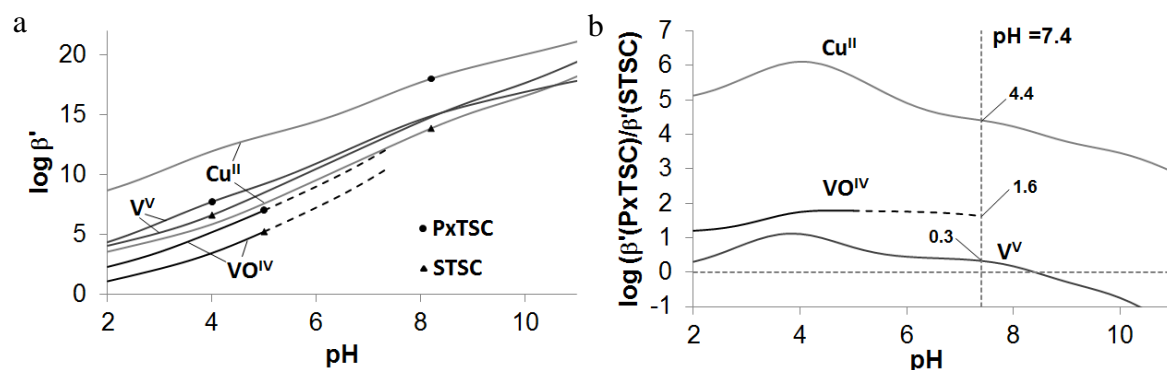 a
log β'
20
15
10
5
0
Cu^II
V^V
VO^IV
PxTSC
STSC
2 4 6 8 10
pH
b
log (β'(PxTSC)/β'(STSC)
7
6
5
4
3
2
1
0
-1
pH =7.4
Cu^II
4.4
VO^IV
1.6
0.3
V^V
2 4 6 8 10
pH